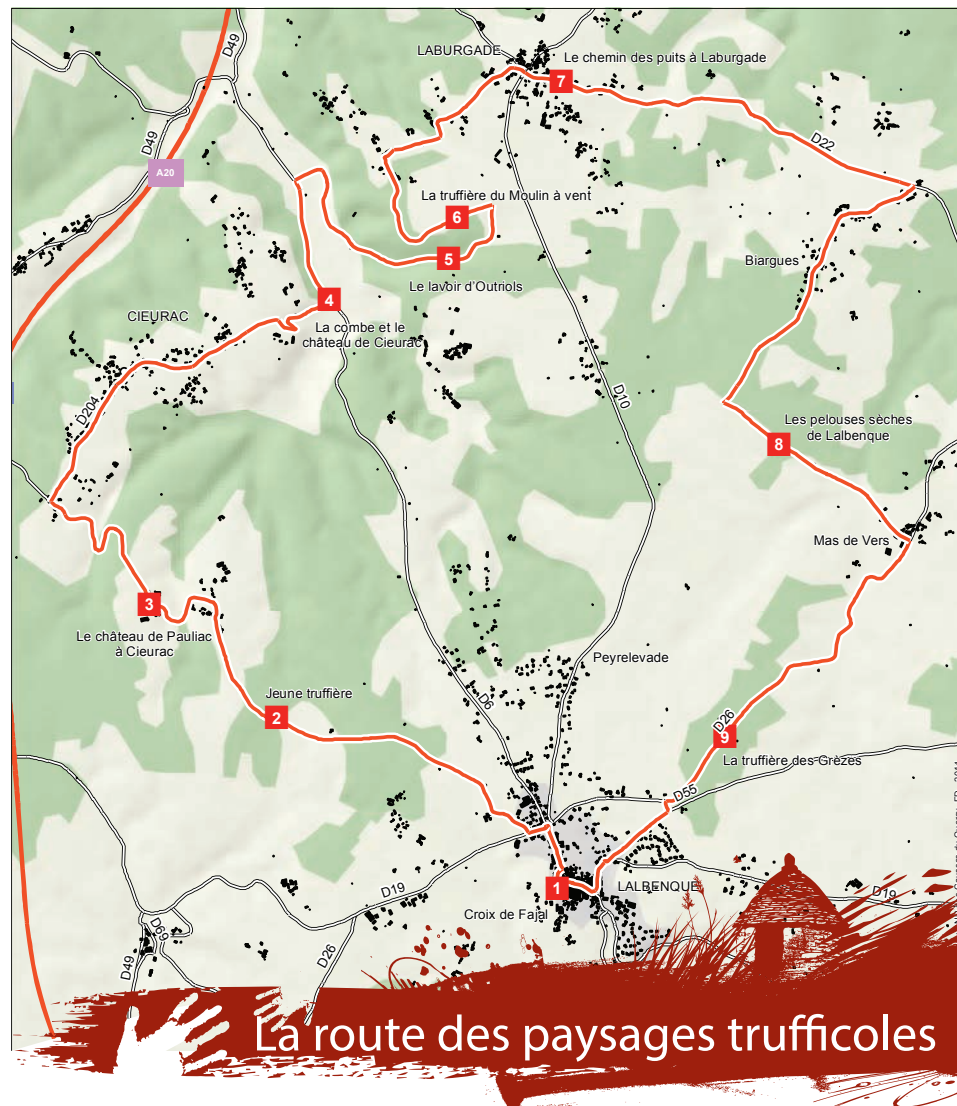 D49
LABURGADE
Le chemin des puits à Laburgade
7
D49
A20
D22
La truffière du Moulin à vent
6
5
Le lavoir d'Outriols
Biargues
4
CIEURAC
La combe et le
château de Cieurac
D204
D10
Les pelouses sèches
de Lalbenque
8
Mas de Vers
3
Le château de Pauliac
à Cieurac
Peyrelevade
Jeune truffière
2
D6
D26
9
La truffière des Grèzes
D55
1
LALBENQUE
D19
D19
Croix de Fajal
D69
D26
D49
La route des paysages trufficoles